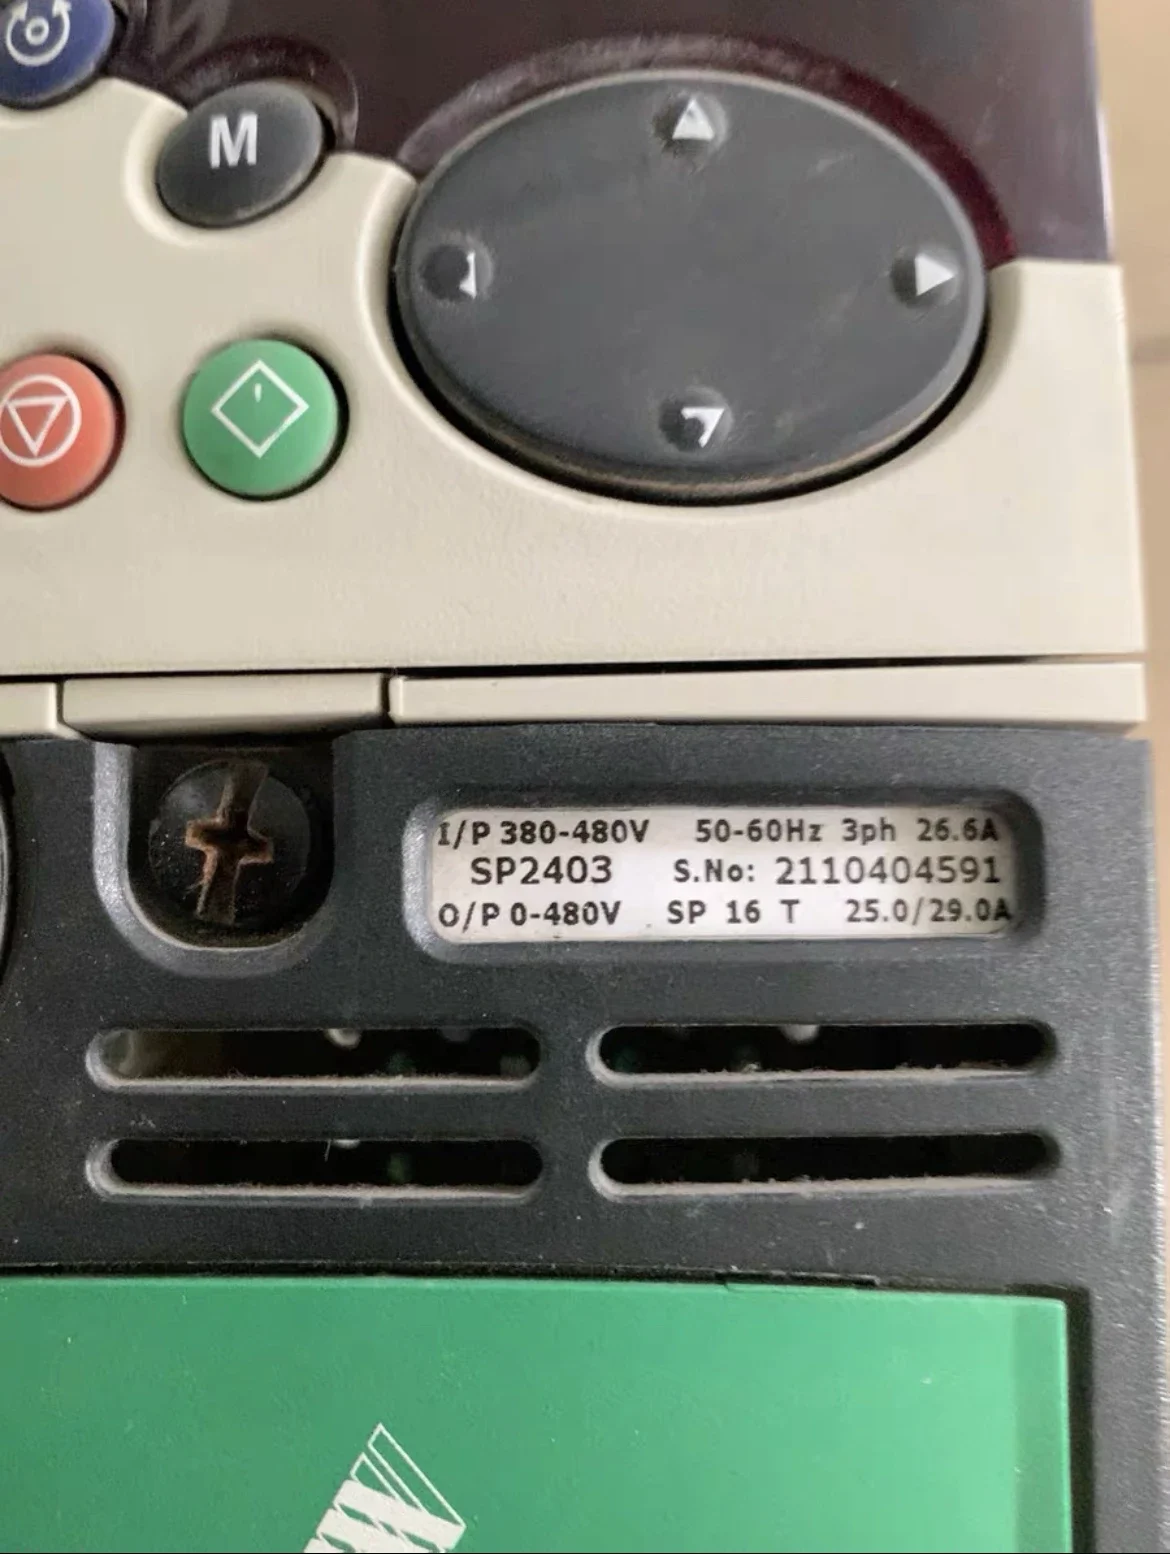 M
I/P 380-480V 50-60Hz 3ph 26.6A
SP2403 S.No: 2110404591
O/P 0-480V SP 16 T 25.0/29.0A